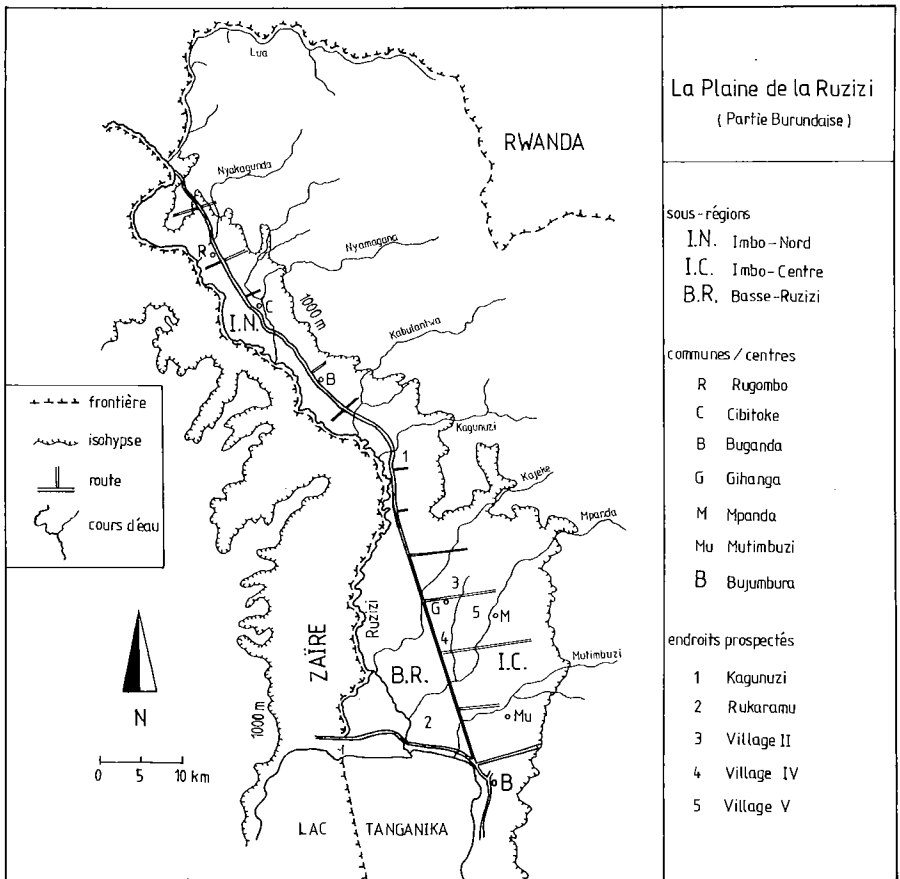 Lua
RWANDA
Nyakagunda
Nyamagana
R
C
1000 m
I.N.
Kabulantwa
B
Kagunuzi
1
Kajeke
Mpanda
3
G
5
M
4
ZAÏRE
Ruzizi
B.R.
I.C.
Mutimbuzi
2
Mu
1000 m
B
LAC TANGANIKA
frontière
isohypse
route
cours d'eau
N
0 5 10 km
La Plaine de la Ruzizi
( Partie Burundaise )
sous-régions
I.N. Imbo-Nord
I.C. Imbo-Centre
B.R. Basse-Ruzizi
communes / centres
R Rugombo
C Cibitoke
B Buganda
G Gihanga
M Mpanda
Mu Mutimbuzi
B Bujumbura
endroits prospectés
1 Kagunuzi
2 Rukaramu
3 Village II
4 Village IV
5 Village V